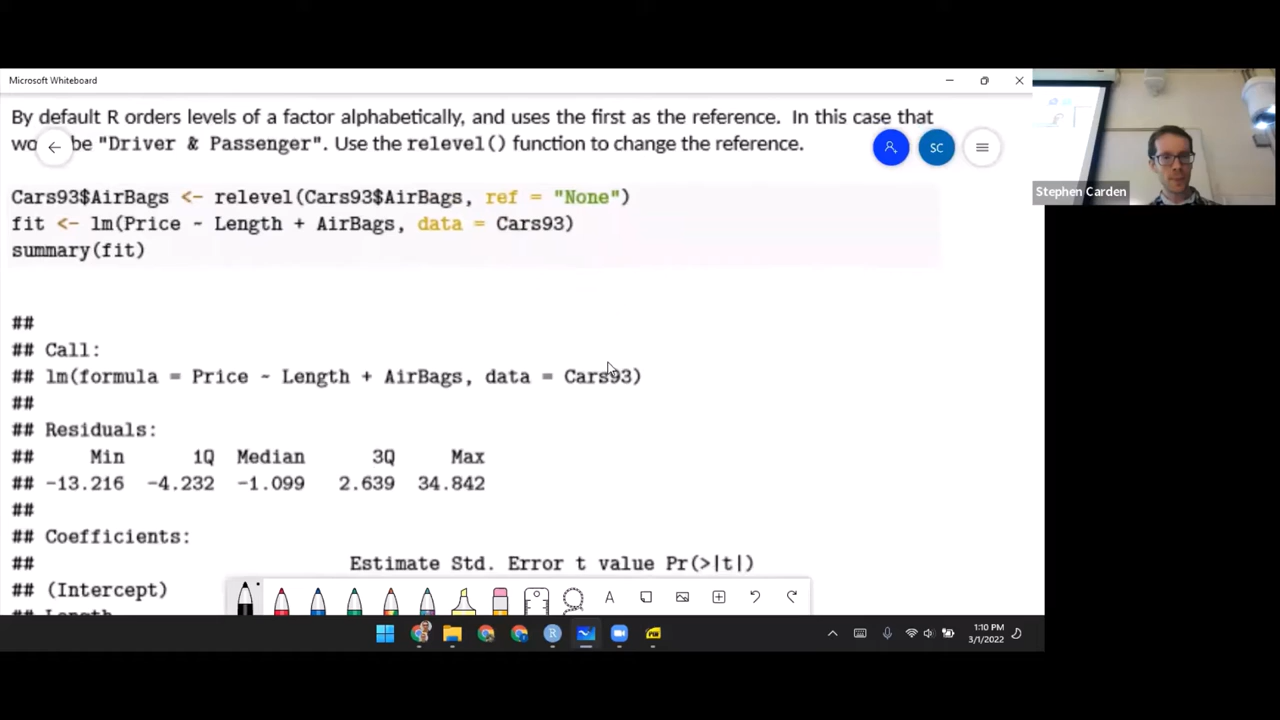 Microsoft Whiteboard
By default R orders levels of a factor alphabetically, and uses the first as the reference. In this case that
wo be "Driver & Passenger". Use the relevel() function to change the reference.
SC
Stephen Carden
Cars93$AirBags <- relevel(Cars93$AirBags, ref = "None")
fit <- lm(Price ~ Length + AirBags, data = Cars93)
summary(fit)
##
## Call:
## lm(formula = Price ~ Length + AirBags, data = Cars93)
##
## Residuals:
## Min 1Q Median 3Q Max
## -13.216 -4.232 -1.099 2.639 34.842
##
## Coefficients:
## Estimate Std. Error t value Pr(>|t|)
## (Intercept)
## Length
A
R
1:10 PM
3/1/2022